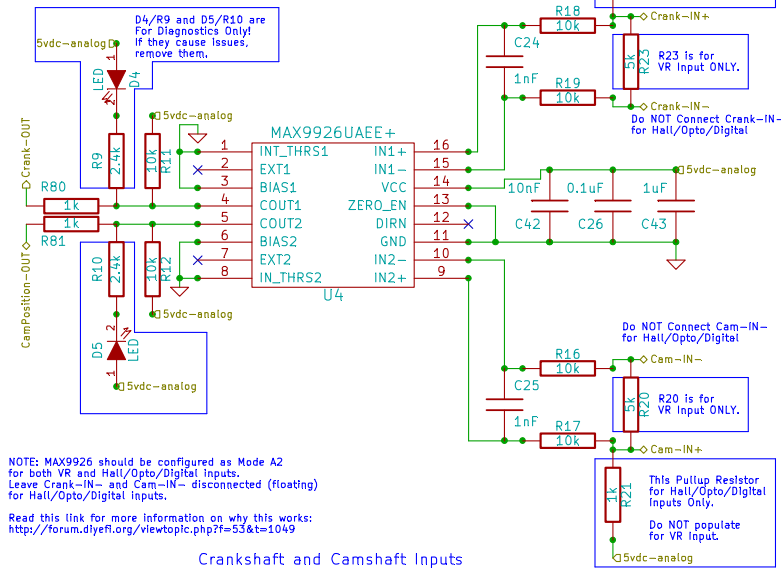 D4/R9 and D5/R10 are
For Diagnostics Only!
If they cause issues,
remove them.
5vdc-analog
LED
D4
1
2
5vdc-analog
Crank-OUT
R9
2.4k
R11
10k
R80
1k
R81
1k
CamPosition-OUT
R10
2.4k
R12
10k
5vdc-analog
D5
LED
2
1
5vdc-analog
MAX9926UAEE+
1 INT_THRS1
2 EXT1
3 BIAS1
4 COUT1
5 COUT2
6 BIAS2
7 EXT2
8 IN_THRS2
IN1+ 16
IN1- 15
VCC 14
ZERO_EN 13
DIRN 12
GND 11
IN2- 10
IN2+ 9
U4
R18
10k
Crank-IN+
C24
1nF
R23
5k
R23 is for
VR Input ONLY.
R19
10k
Crank-IN-
Do NOT Connect Crank-IN-
for Hall/Opto/Digital
5vdc-analog
10nF
0.1uF
1uF
C42
C26
C43
Do NOT Connect Cam-IN-
for Hall/Opto/Digital
R16
10k
Cam-IN-
C25
1nF
R20
5k
R20 is for
VR Input ONLY.
R17
10k
Cam-IN+
R21
1k
This Pullup Resistor
for Hall/Opto/Digital
Inputs Only.
Do NOT populate
for VR Input.
5vdc-analog
NOTE: MAX9926 should be configured as Mode A2
for both VR and Hall/Opto/Digital inputs.
Leave Crank-IN- and Cam-IN- disconnected (floating)
for Hall/Opto/Digital inputs.
Read this link for more information on why this works:
http://forum.diyefi.org/viewtopic.php?f=53&t=1049
Crankshaft and Camshaft Inputs